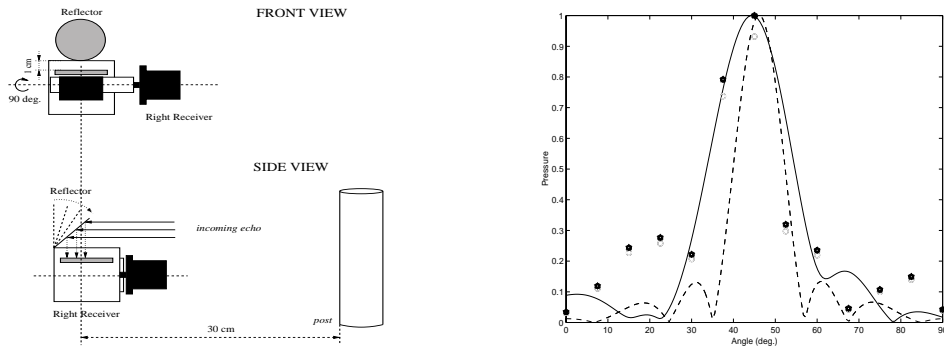 FRONT VIEW
Reflector
1 cm
90 deg.
Right Receiver
SIDE VIEW
Reflector
incoming echo
Right Receiver
30 cm
post
Pressure
1
0.9
0.8
0.7
0.6
0.5
0.4
0.3
0.2
0.1
0
0 10 20 30 40 50 60 70 80 90
Angle (deg.)